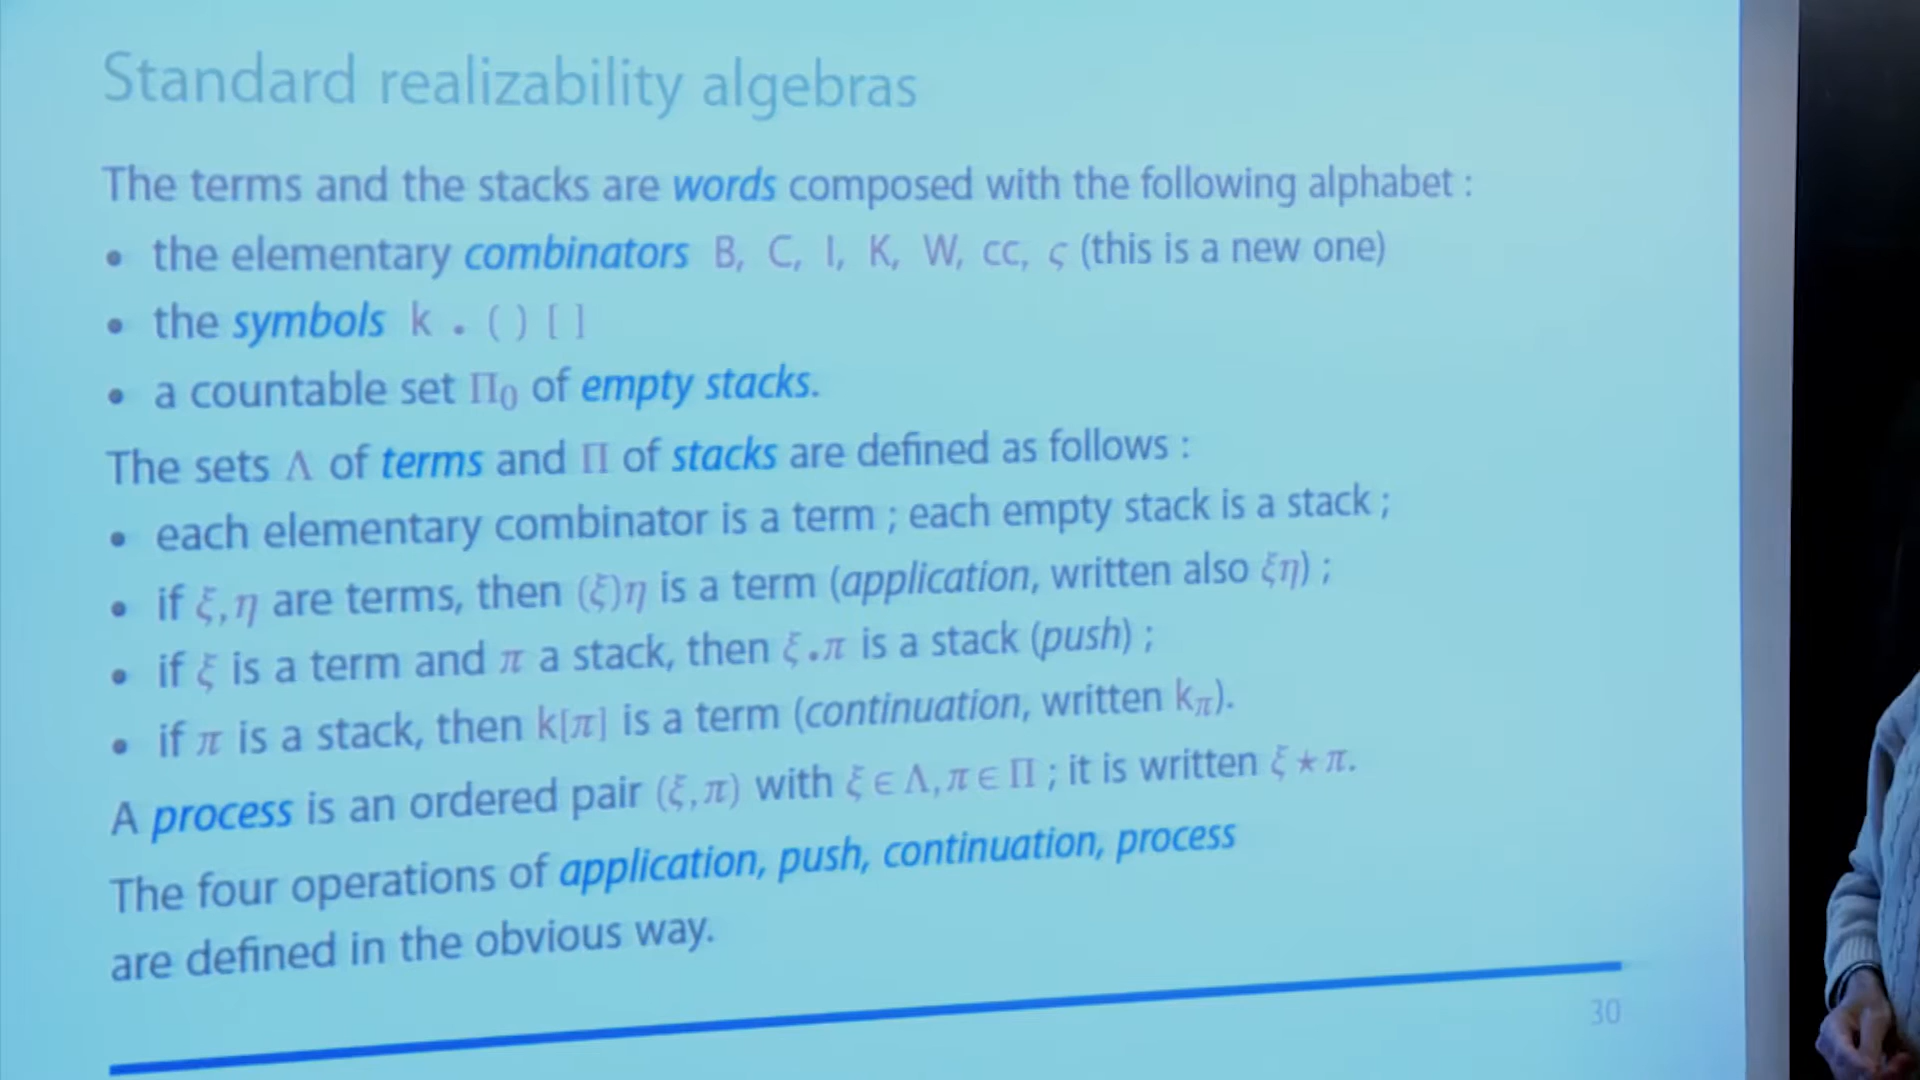 Standard realizability algebras
The terms and the stacks are words composed with the following alphabet :
• the elementary combinators B, C, I, K, W, cc, ς (this is a new one)
• the symbols k . ( ) [ ]
• a countable set Π₀ of empty stacks.
The sets Λ of terms and Π of stacks are defined as follows :
• each elementary combinator is a term ; each empty stack is a stack ;
• if ξ, η are terms, then (ξ)η is a term (application, written also ξη) ;
• if ξ is a term and π a stack, then ξ.π is a stack (push) ;
• if π is a stack, then k[π] is a term (continuation, written kπ).
A process is an ordered pair (ξ, π) with ξ ∈ Λ, π ∈ Π ; it is written ξ ⋆ π.
The four operations of application, push, continuation, process
are defined in the obvious way.
30